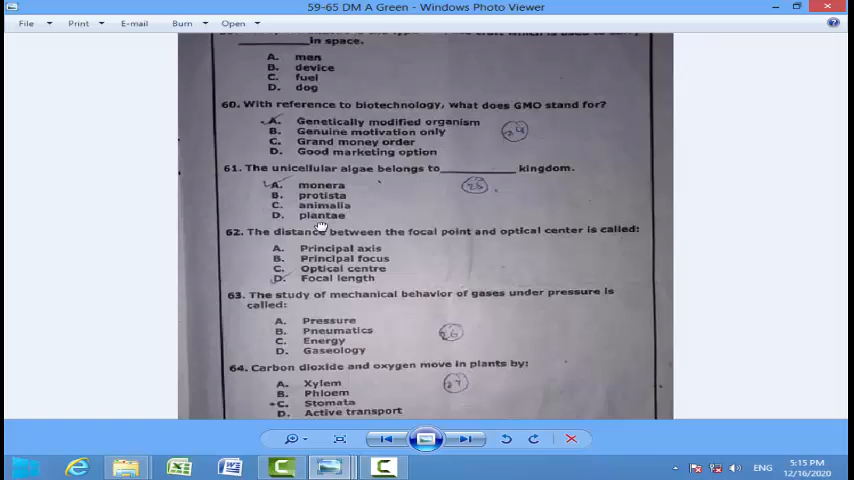 59-65 DM A Green - Windows Photo Viewer
File Print E-mail Burn Open
in space.
A. man
B. device
C. fuel
D. dog
60. With reference to biotechnology, what does GMO stand for?
A. Genetically modified organism
B. Genuine motivation only
C. Grand money order
D. Good marketing option
24
61. The unicellular algae belongs to__________ kingdom.
A. monera
B. protista
C. animalia
D. plantae
25
62. The distance between the focal point and optical center is called:
A. Principal axis
B. Principal focus
C. Optical centre
D. Focal length
63. The study of mechanical behavior of gases under pressure is
called:
A. Pressure
B. Pneumatics
C. Energy
D. Gaseology
26
64. Carbon dioxide and oxygen move in plants by:
A. Xylem
B. Phloem
C. Stomata
D. Active transport
27
ENG
5:15 PM
12/16/2020